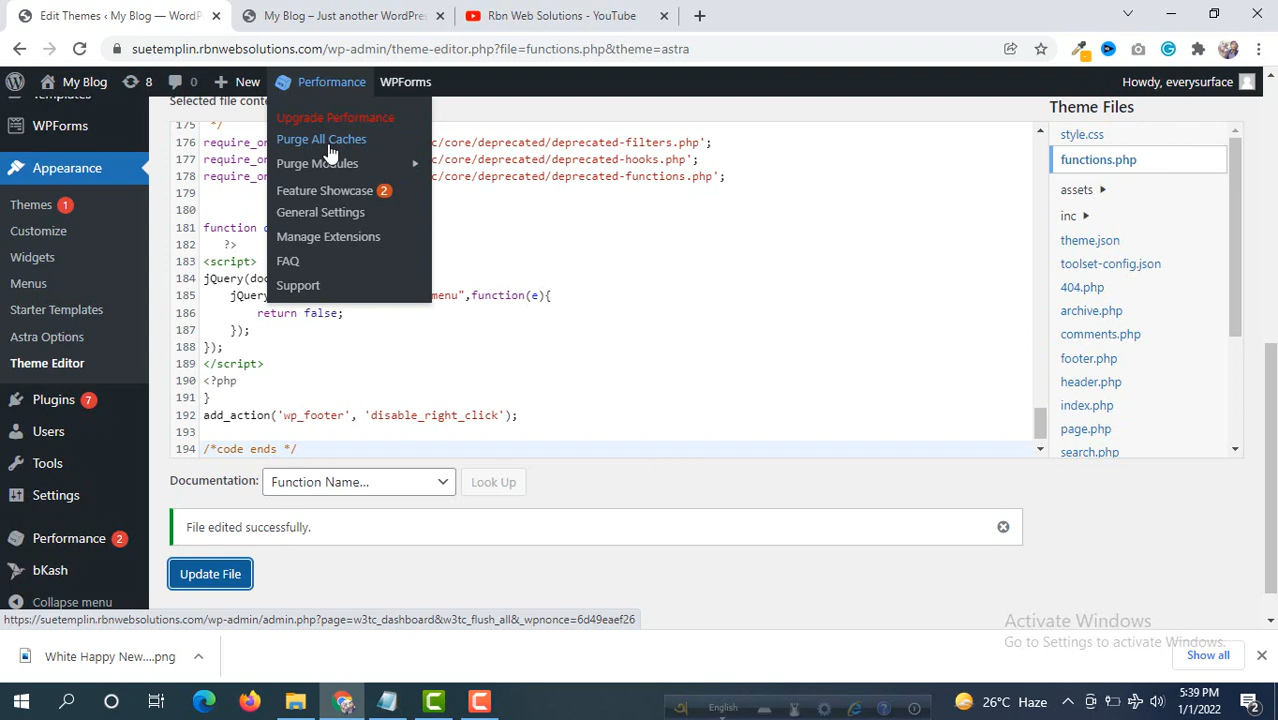 Edit Themes ‹ My Blog — WordP
My Blog – Just another WordPres
Rbn Web Solutions - YouTube
suetemplin.rbnwebsolutions.com/wp-admin/theme-editor.php?file=functions.php&theme=astra
My Blog
8
0
New
Performance
WPForms
Howdy, everysurface
Upgrade Performance
Purge All Caches
Purge Modules
Feature Showcase 2
General Settings
Manage Extensions
FAQ
Support
WPForms
Appearance
Themes 1
Customize
Widgets
Menus
Starter Templates
Astra Options
Theme Editor
Plugins 7
Users
Tools
Settings
Performance 2
bKash
Collapse menu
Selected file conte
175 */
176 require_on c/core/deprecated/deprecated-filters.php';
177 require_on c/core/deprecated/deprecated-hooks.php';
178 require_on c/core/deprecated/deprecated-functions.php';
179
180
181 function
182 ?>
183 <script>
184 jQuery(do
185 jQuery menu",function(e){
186 return false;
187 });
188 });
189 </script>
190 <?php
191 }
192 add_action('wp_footer', 'disable_right_click');
193
194 /*code ends */
Theme Files
style.css
functions.php
assets
inc
theme.json
toolset-config.json
404.php
archive.php
comments.php
footer.php
header.php
index.php
page.php
search.php
Documentation: Function Name... Look Up
File edited successfully.
Update File
https://suetemplin.rbnwebsolutions.com/wp-admin/admin.php?page=w3tc_dashboard&w3tc_flush_all&_wpnonce=6d49eaef26
Activate Windows
Go to Settings to activate Windows.
White Happy New....png
Show all
English
26°C Haze
5:39 PM
1/1/2022
2